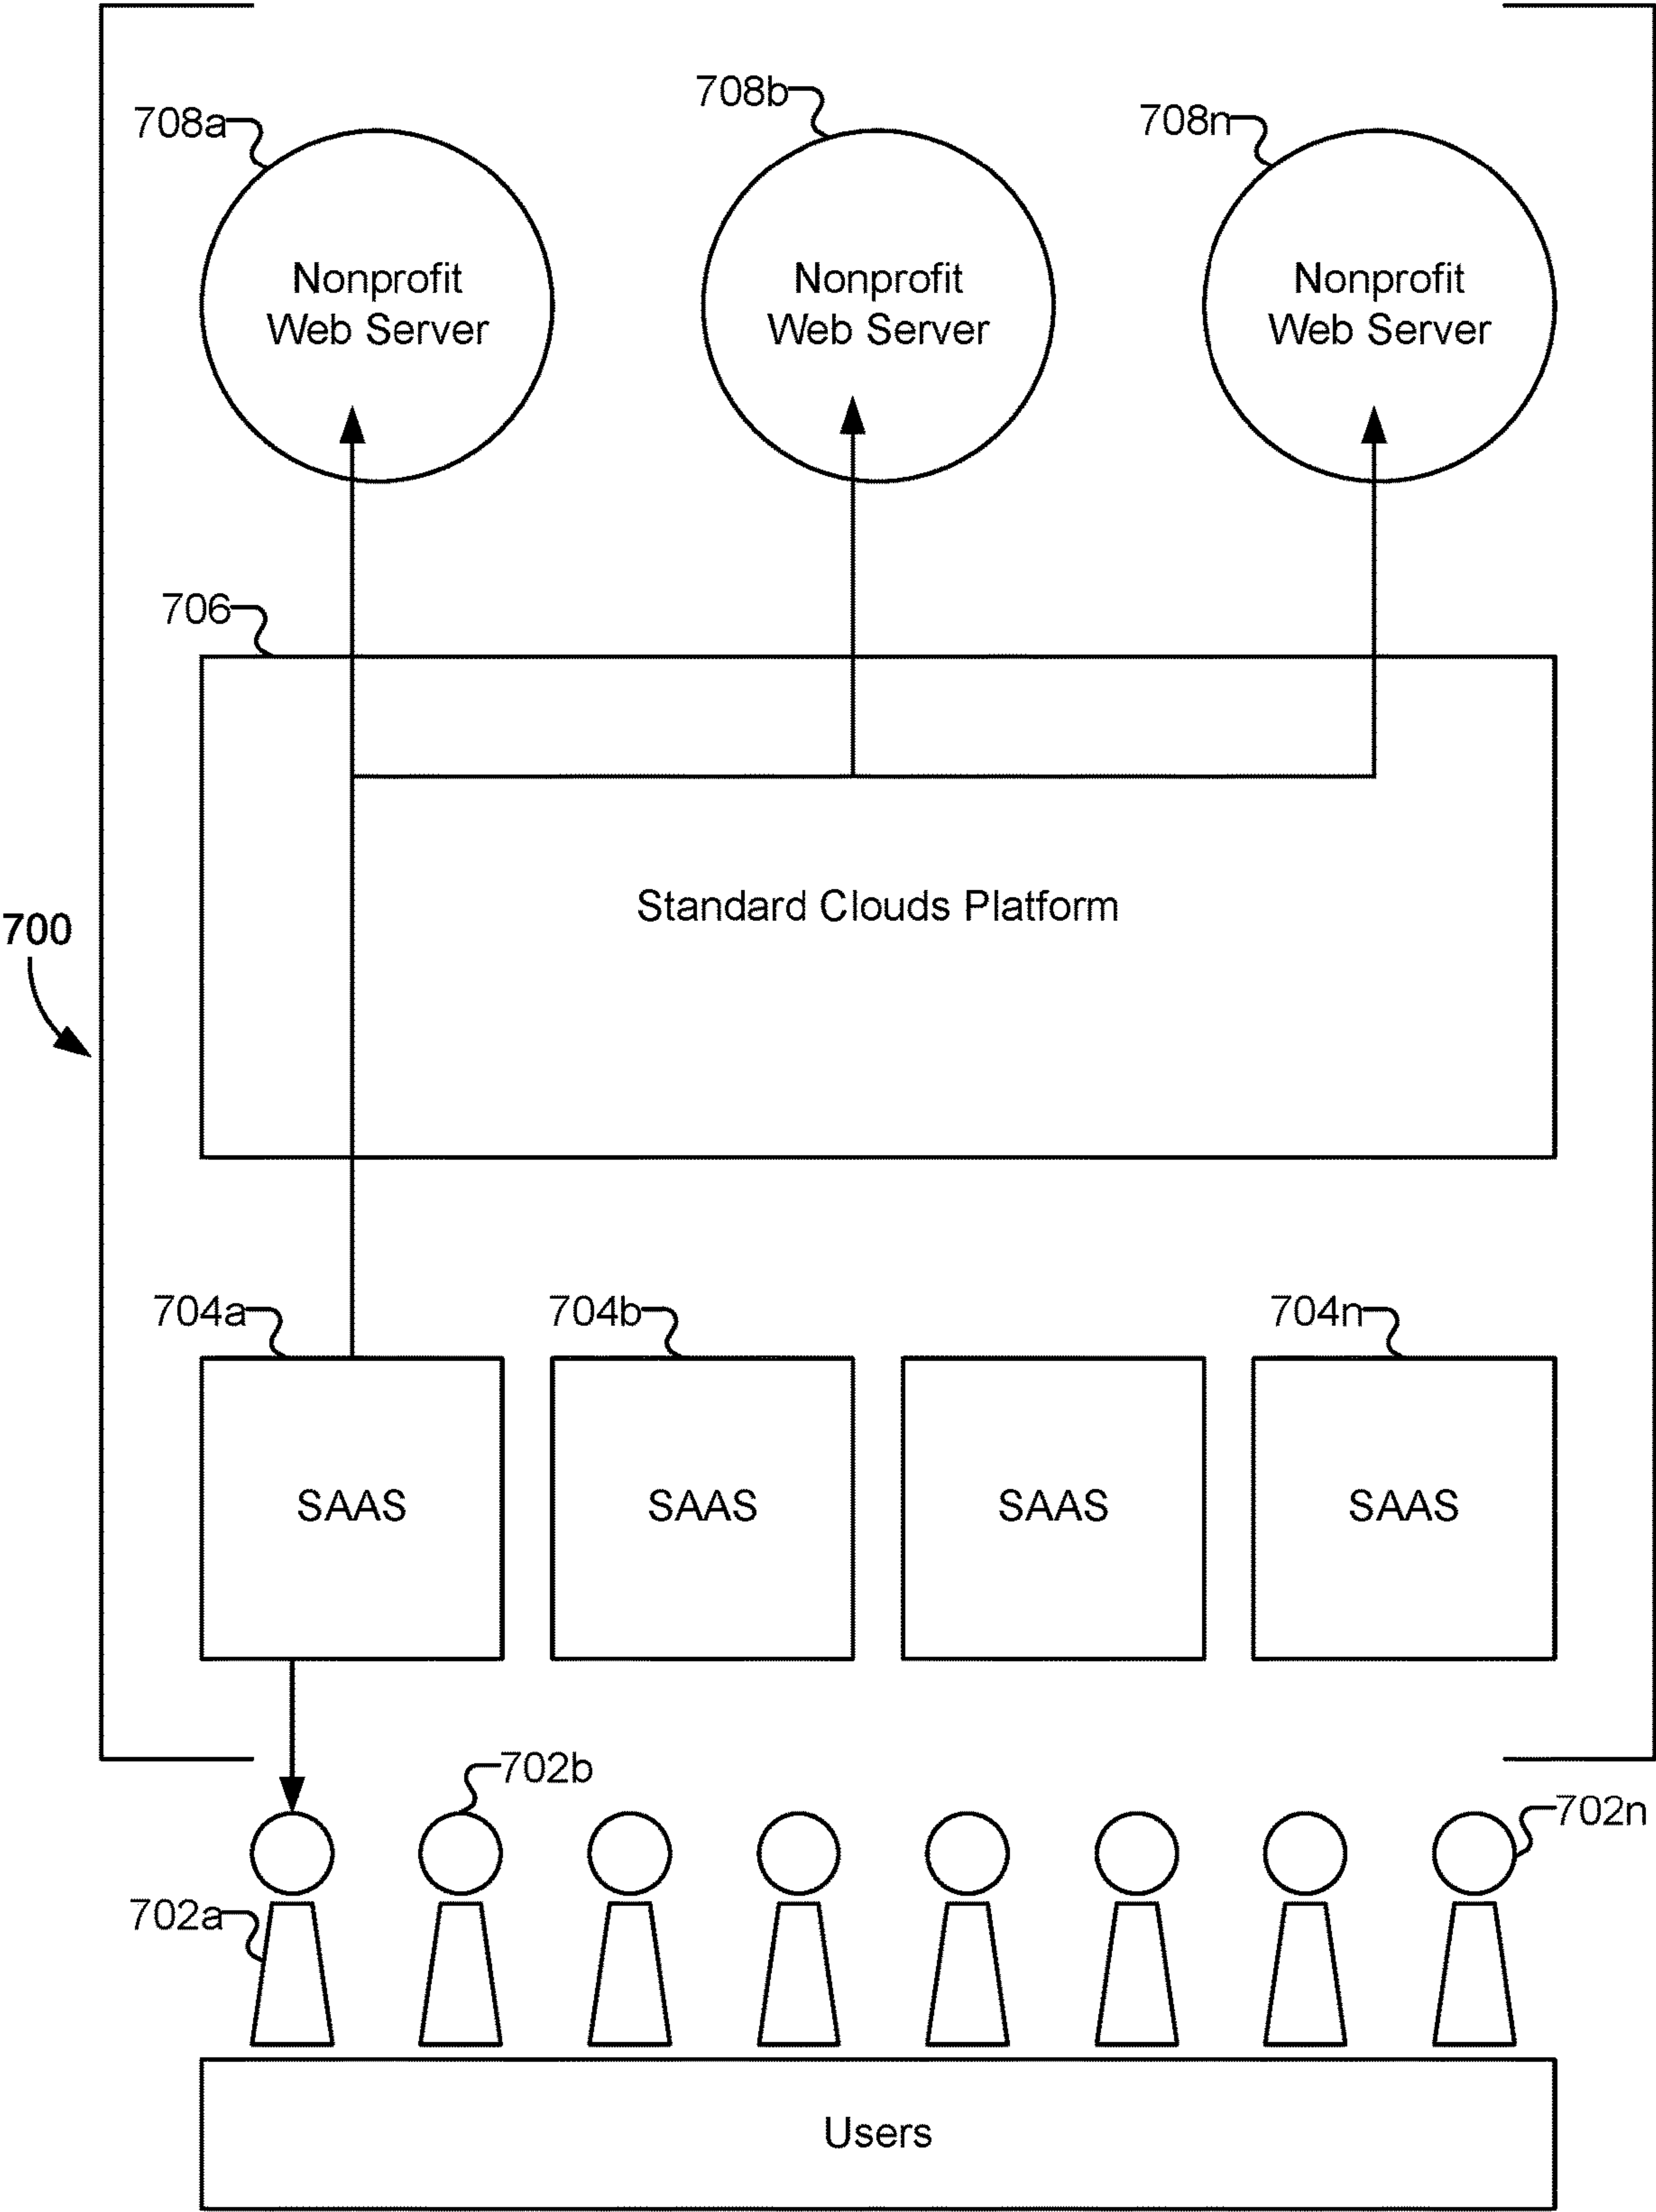 708a
708b
708n
Nonprofit
Web Server
Nonprofit
Web Server
Nonprofit
Web Server
706
Standard Clouds Platform
700
704a
704b
704n
SAAS
SAAS
SAAS
SAAS
702b
702n
702a
Users